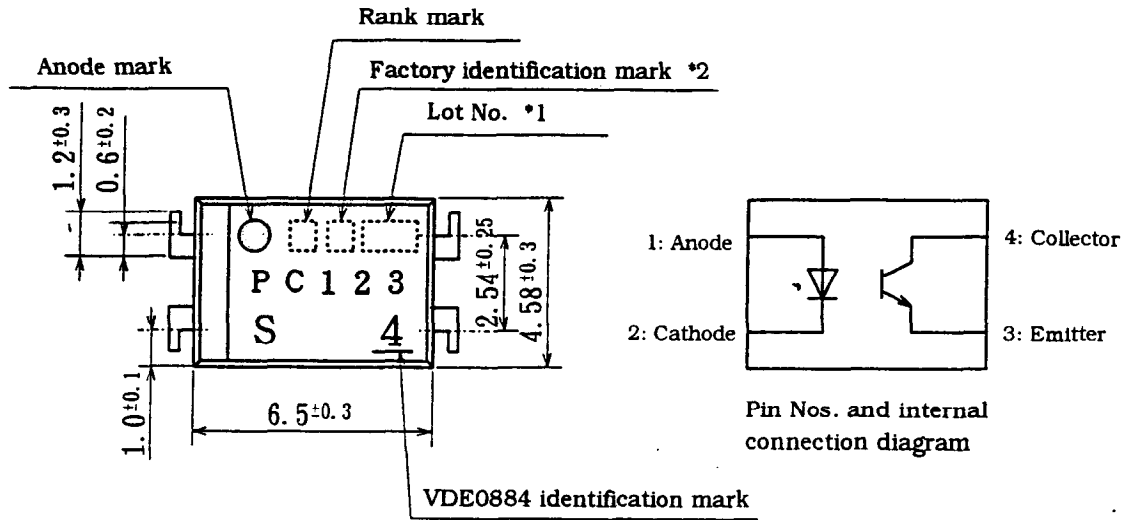 Rank mark
Anode mark
Factory identification mark *2
Lot No. *1
1.2±0.3
0.6±0.2
P C 1 2 3
S 4
2.54±0.25
4.58±0.3
1.0±0.1
6.5±0.3
VDE0884 identification mark
1: Anode
4: Collector
2: Cathode
3: Emitter
Pin Nos. and internal
connection diagram